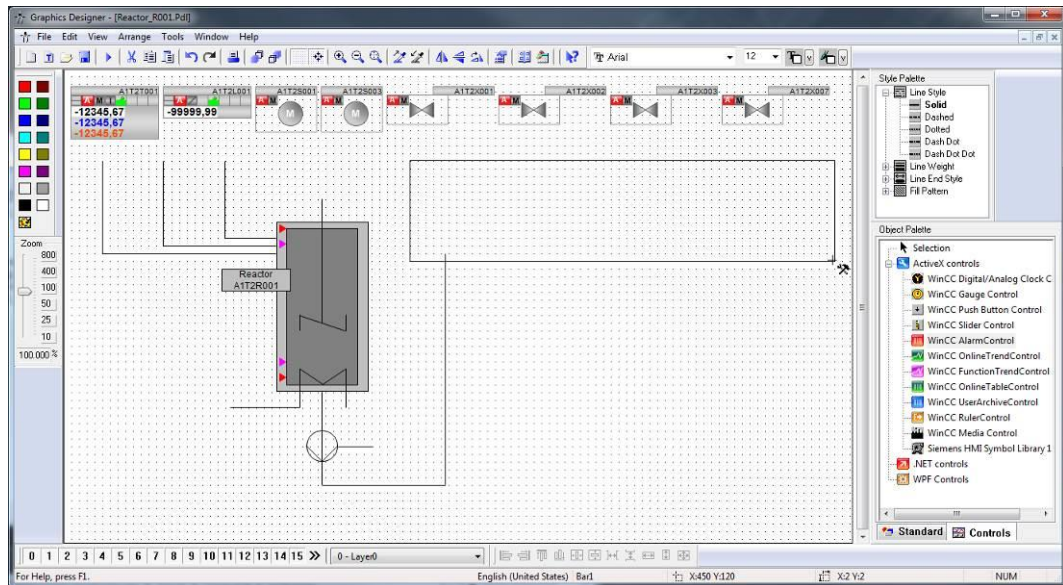 Graphics Designer - [Reactor_R001.Pdl]
File Edit View Arrange Tools Window Help
Arial 12
A1T2T001
-12345,67
-12345,67
-12345,67
A1T2L001
-99999,99
A1T2S001
M
A1T2S003
M
A1T2X001
A1T2X002
A1T2X003
A1T2X007
Reactor
A1T2R001
Zoom
800
400
100
50
25
10
100.000 %
Style Palette
Line Style
Solid
Dashed
Dotted
Dash Dot
Dash Dot Dot
Line Weight
Line End Style
Fill Pattern
Object Palette
Selection
ActiveX controls
WinCC Digital/Analog Clock C
WinCC Gauge Control
WinCC Push Button Control
WinCC Slider Control
WinCC AlarmControl
WinCC OnlineTrendControl
WinCC FunctionTrendControl
WinCC OnlineTableControl
WinCC UserArchiveControl
WinCC RulerControl
WinCC Media Control
Siemens HMI Symbol Library 1
.NET controls
WPF Controls
Standard Controls
0 1 2 3 4 5 6 7 8 9 10 11 12 13 14 15 0 - Layer0
For Help, press F1. English (United States) Bar1 X:450 Y:120 X:2 Y:2 NUM